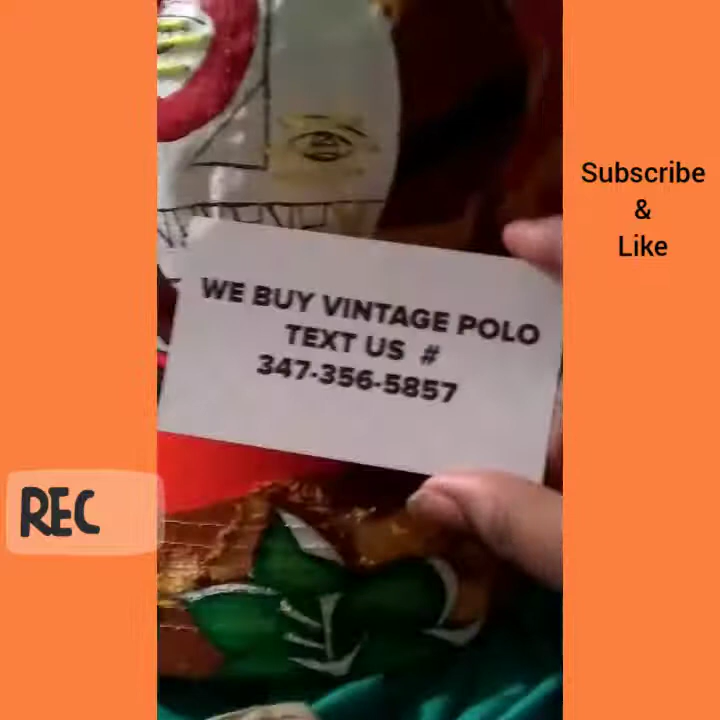 WE BUY VINTAGE POLO
TEXT US #
347-356-5857
Subscribe
&
Like
REC